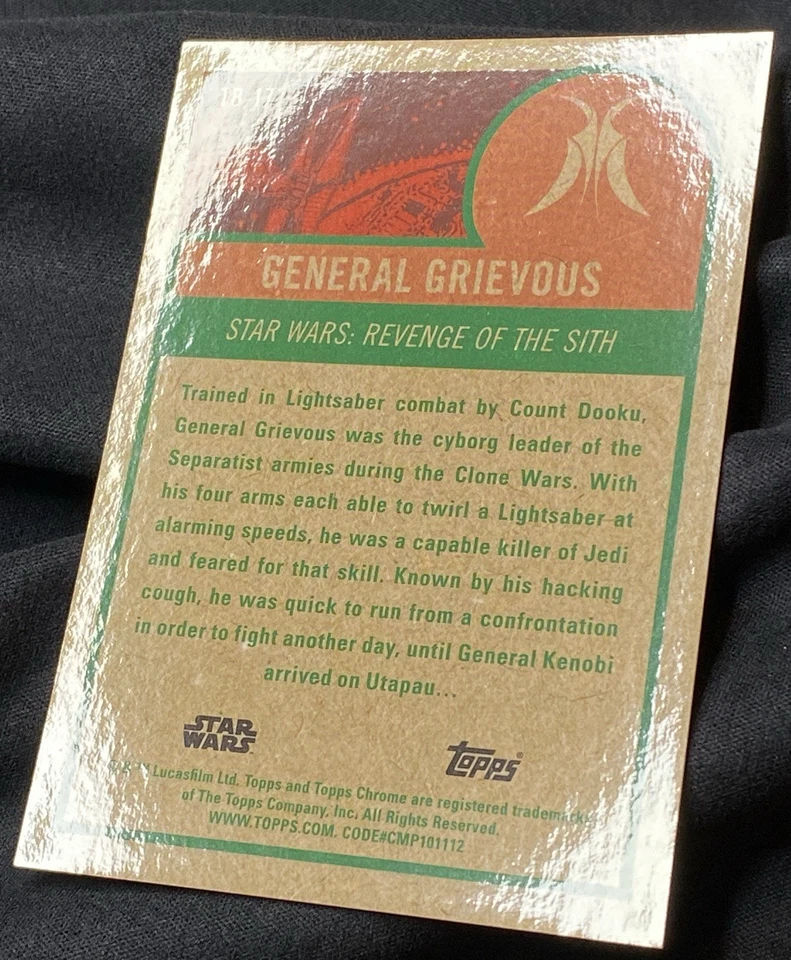 GENERAL GRIEVOUS
STAR WARS: REVENGE OF THE SITH
Trained in Lightsaber combat by Count Dooku,
General Grievous was the cyborg leader of the
Separatist armies during the Clone Wars. With
his four arms each able to twirl a Lightsaber at
alarming speeds, he was a capable killer of Jedi
and feared for that skill. Known by his hacking
cough, he was quick to run from a confrontation
in order to fight another day, until General Kenobi
arrived on Utapau...
STAR
WARS
Topps®
Lucasfilm Ltd. Topps and Topps Chrome are registered trademarks
of The Topps Company, Inc. All Rights Reserved.
WWW.TOPPS.COM. CODE#CMP101112